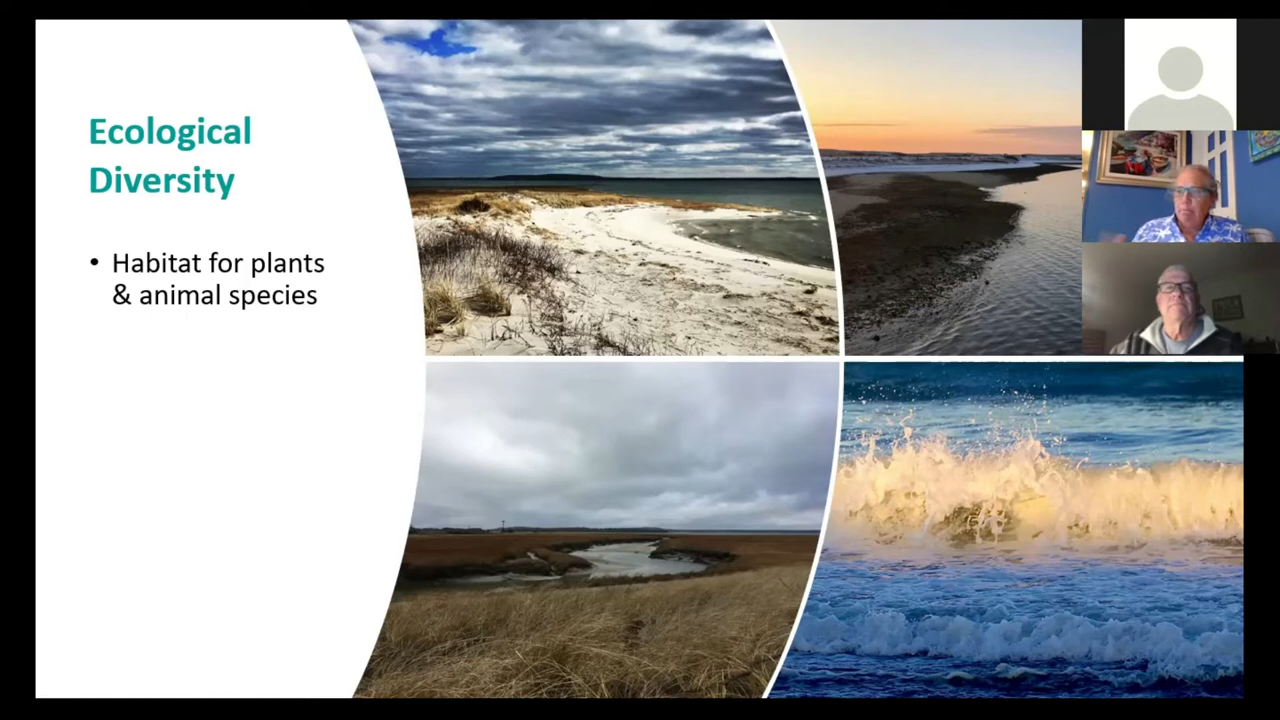 Ecological
Diversity
• Habitat for plants
& animal species